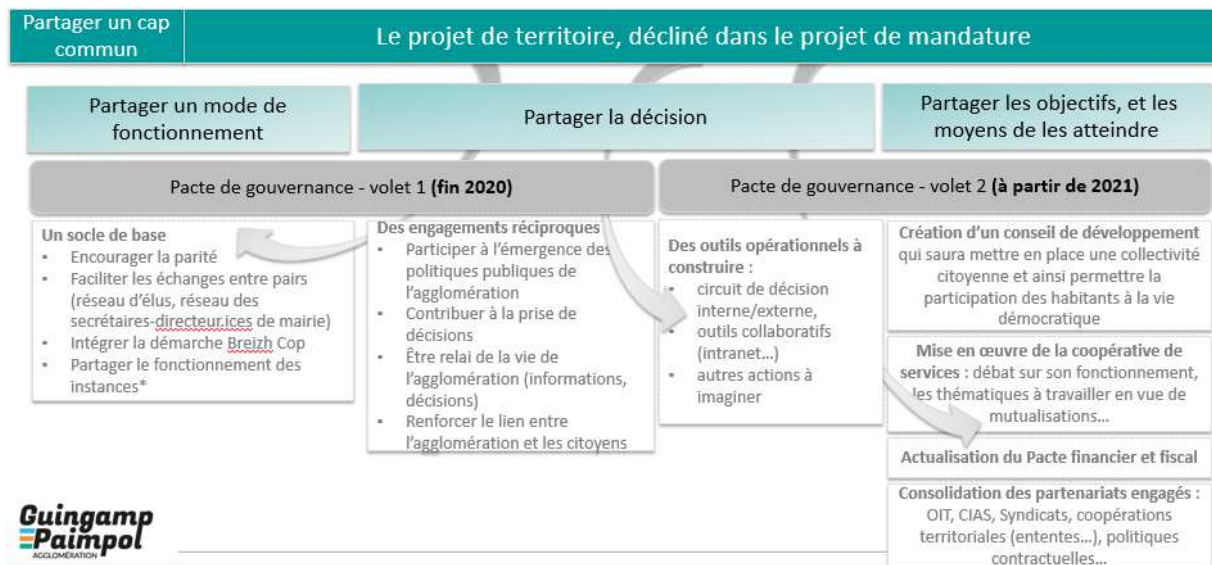 Partager un cap
commun
Le projet de territoire, décliné dans le projet de mandature
Partager un mode de
fonctionnement
Partager la décision
Partager les objectifs, et les
moyens de les atteindre
Pacte de gouvernance - volet 1 (fin 2020)
Pacte de gouvernance - volet 2 (à partir de 2021)
Un socle de base
• Encourager la parité
• Faciliter les échanges entre pairs
(réseau d'élus, réseau des
secrétaires-directeur.ices de mairie)
• Intégrer la démarche Breizh Cop
• Partager le fonctionnement des
instances*
Des engagements réciproques
• Participer à l'émergence des
politiques publiques de
l'agglomération
• Contribuer à la prise de
décisions
• Être relai de la vie de
l'agglomération (informations,
décisions)
• Renforcer le lien entre
l'agglomération et les citoyens
Des outils opérationnels à
construire :
• circuit de décision
interne/externe,
• outils collaboratifs
(intranet…)
• autres actions à
imaginer
Création d'un conseil de développement
qui saura mettre en place une collectivité
citoyenne et ainsi permettre la
participation des habitants à la vie
démocratique
Mise en œuvre de la coopérative de
services : débat sur son fonctionnement,
les thématiques à travailler en vue de
mutualisations…
Actualisation du Pacte financier et fiscal
Consolidation des partenariats engagés :
OIT, CIAS, Syndicats, coopérations
territoriales (ententes…), politiques
contractuelles…
Guingamp
Paimpol
AGGLOMÉRATION